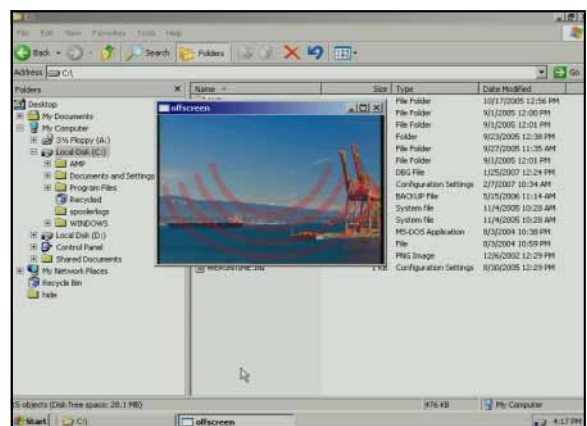 C:\
File Edit View Favorites Tools Help
Back Search Folders
Address C:\
Folders
Name Size Type Date Modified
Desktop
My Documents
My Computer
3½ Floppy (A:)
Local Disk (C:)
AMP
Documents and Settings
Program Files
Recycled
spoolerlogs
WINDOWS
Local Disk (D:)
Control Panel
Shared Documents
My Network Places
Recycle Bin
hide
offscreen
File Folder 10/17/2005 12:56 PM
File Folder 9/1/2005 12:00 PM
File Folder 9/1/2005 12:01 PM
Folder 9/23/2005 12:38 PM
File Folder 9/27/2005 11:35 AM
File Folder 9/1/2005 12:01 PM
DBG File 1/25/2007 12:24 PM
Configuration Settings 2/7/2007 10:34 AM
BACKUP File 5/15/2006 11:14 AM
System file 11/4/2005 10:28 AM
System file 11/4/2005 10:28 AM
MS-DOS Application 8/3/2004 10:38 PM
File 8/3/2004 10:59 PM
PNG Image 12/6/2002 12:29 PM
1 KB Configuration Settings 8/30/2005 12:29 PM
objects (Disk free space: 28.1 MB) 476 KB My Computer
Start C:\ offscreen 4:17 PM